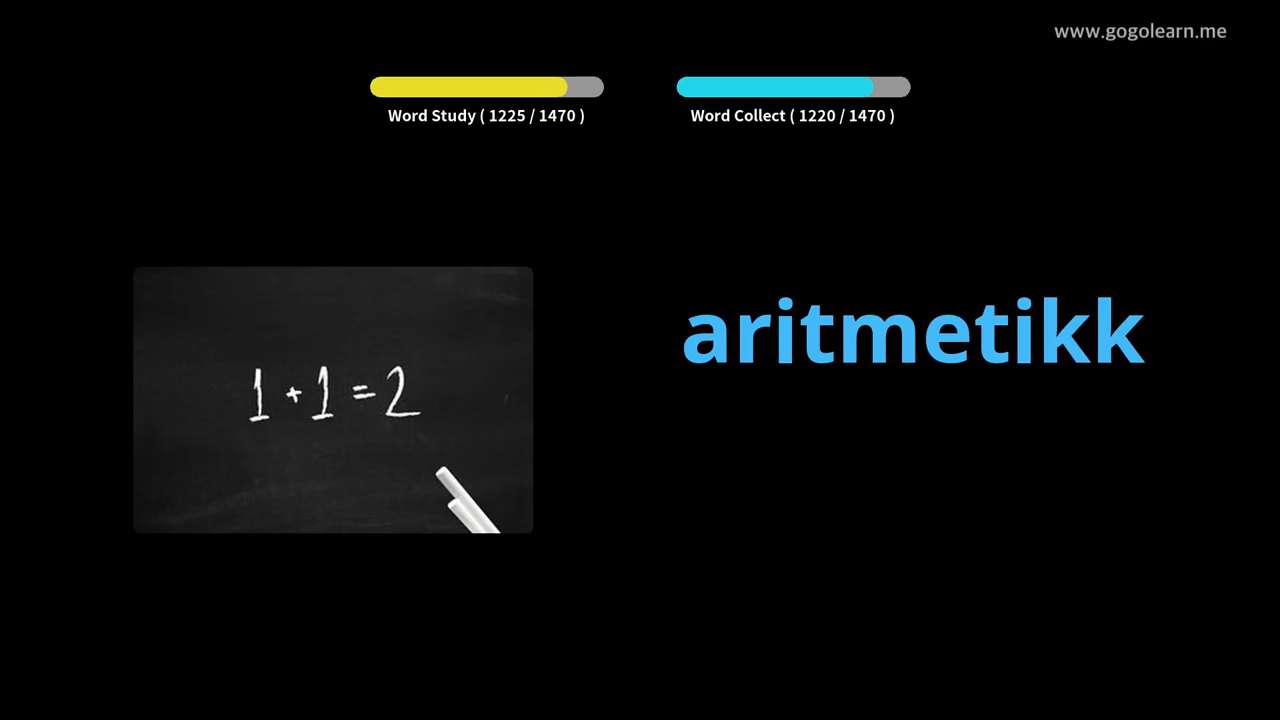 www.gogolearn.me
Word Study ( 1225 / 1470 )
Word Collect ( 1220 / 1470 )
aritmetikk
1 + 1 = 2